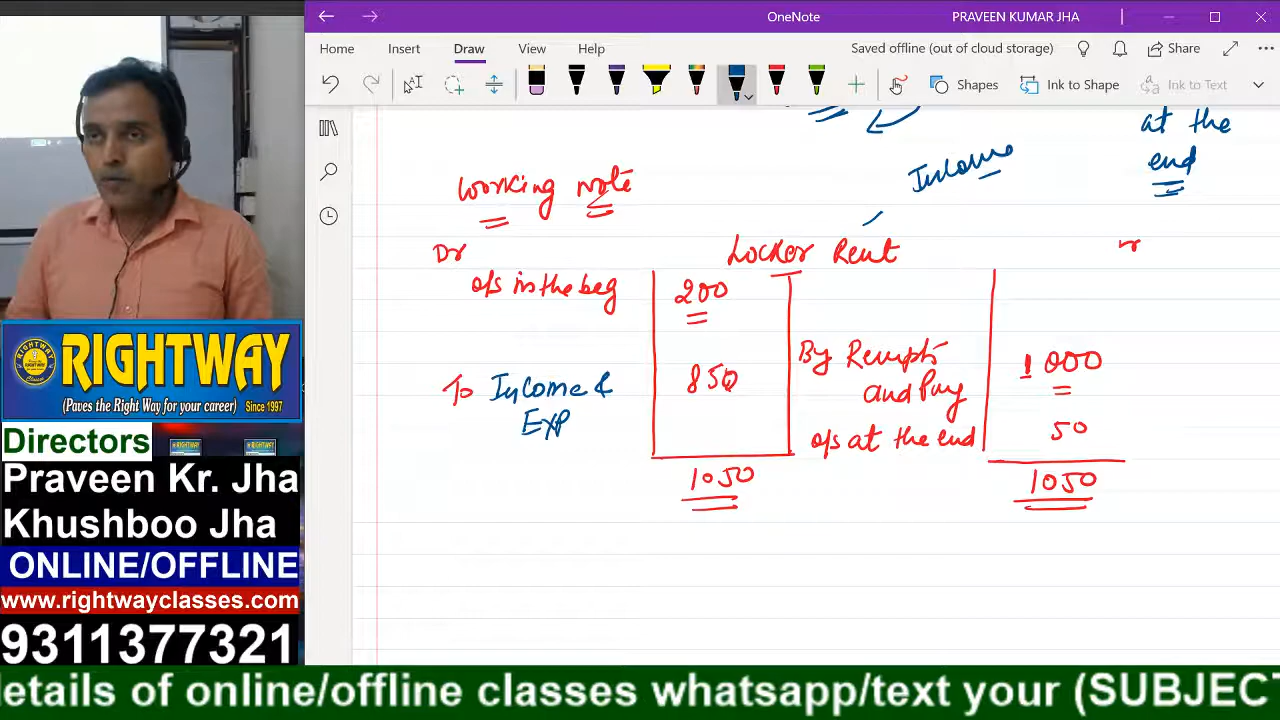 OneNote
PRAVEEN KUMAR JHA
Home Insert Draw View Help
Saved offline (out of cloud storage)
Share
Shapes
Ink to Shape
Ink to Text
at the
end
Income
Working note
Dr
Locker Rent
o/s in the beg 200
By Receipts
and Pay 1000
To Income &
Exp 850
o/s at the end 50
1050 1050
RIGHTWAY
Classes
(Paves the Right Way for your career) Since 1997
Directors
Praveen Kr. Jha
Khushboo Jha
ONLINE/OFFLINE
www.rightwayclasses.com
9311377321
details of online/offline classes whatsapp/text your (SUBJECT